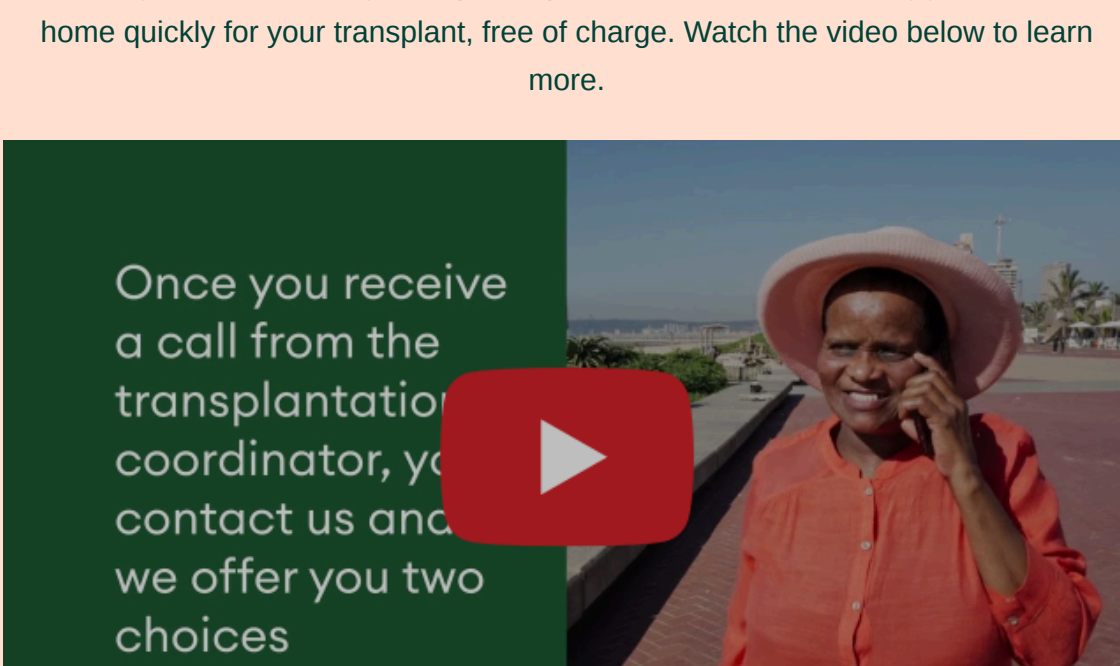 home quickly for your transplant, free of charge. Watch the video below to learn
more.
Once you receive
a call from the
coordinator,
contact us and
we offer you two
choices